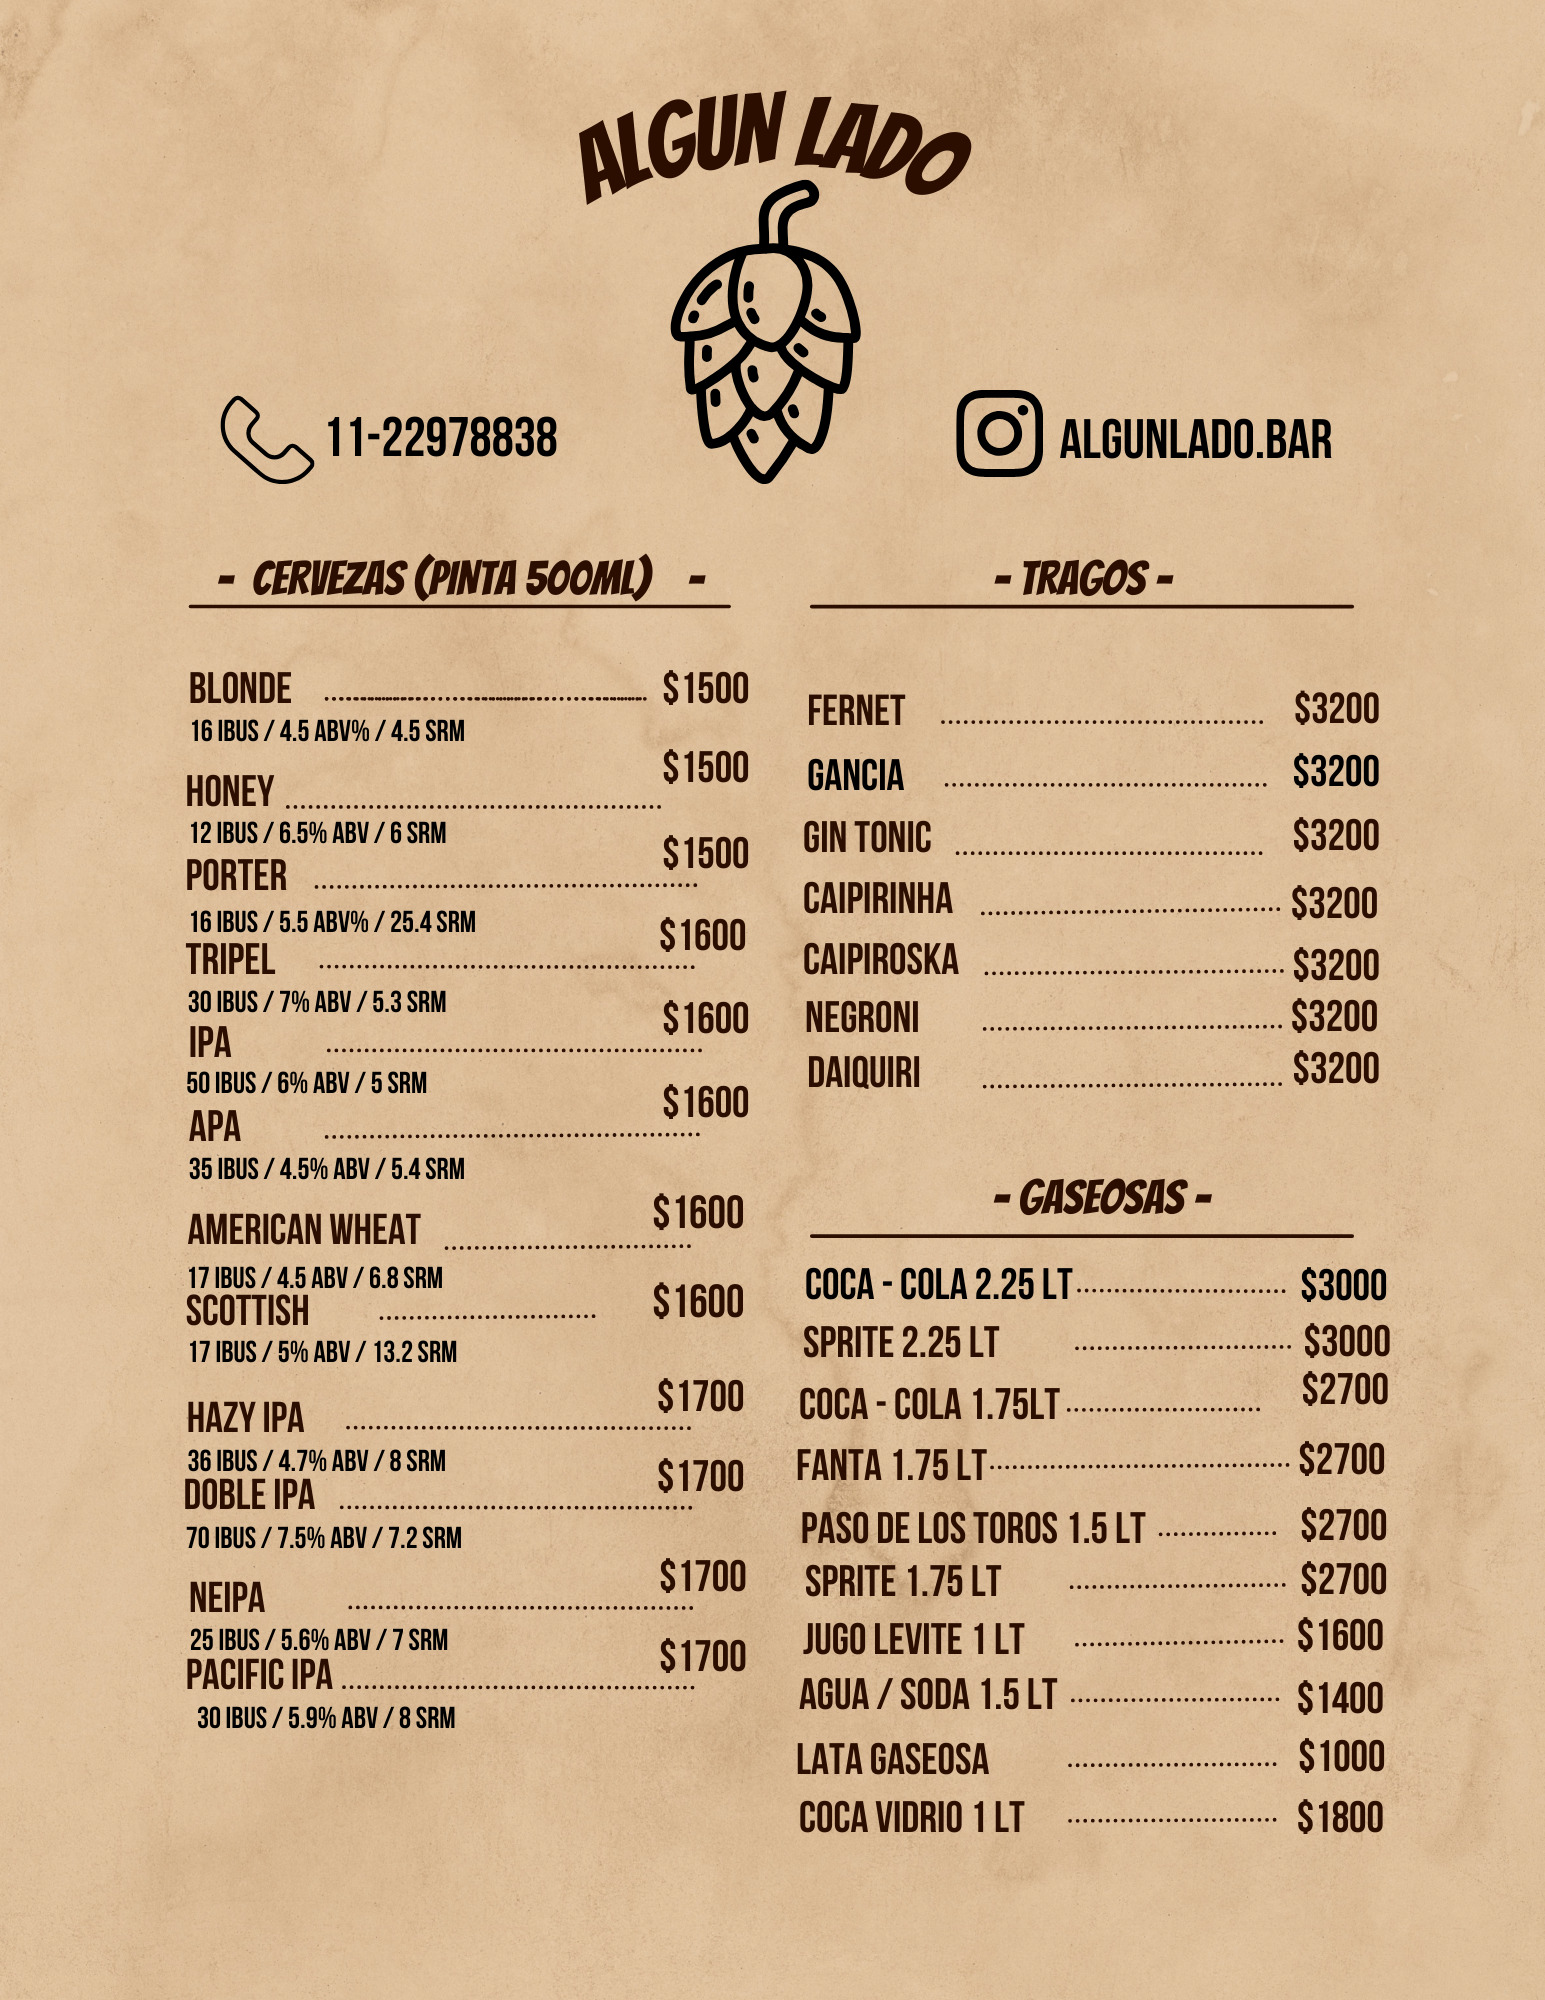 ALGUN LADO
11-22978838
ALGUNLADO.BAR
- CERVEZAS (PINTA 500ML) -
BLONDE ........ $1500
16 IBUS / 4.5 ABV% / 4.5 SRM
HONEY ........ $1500
12 IBUS / 6.5% ABV / 6 SRM
PORTER ........ $1500
16 IBUS / 5.5 ABV% / 25.4 SRM
TRIPEL ........ $1600
30 IBUS / 7% ABV / 5.3 SRM
IPA ........ $1600
50 IBUS / 6% ABV / 5 SRM
APA ........ $1600
35 IBUS / 4.5% ABV / 5.4 SRM
AMERICAN WHEAT ........ $1600
17 IBUS / 4.5 ABV / 6.8 SRM
SCOTTISH ........ $1600
17 IBUS / 5% ABV / 13.2 SRM
HAZY IPA ........ $1700
36 IBUS / 4.7% ABV / 8 SRM
DOBLE IPA ........ $1700
70 IBUS / 7.5% ABV / 7.2 SRM
NEIPA ........ $1700
25 IBUS / 5.6% ABV / 7 SRM
PACIFIC IPA ........ $1700
30 IBUS / 5.9% ABV / 8 SRM
- TRAGOS -
FERNET ........ $3200
GANCIA ........ $3200
GIN TONIC ........ $3200
CAIPIRINHA ........ $3200
CAIPIROSKA ........ $3200
NEGRONI ........ $3200
DAIQUIRI ........ $3200
- GASEOSAS -
COCA - COLA 2.25 LT ........ $3000
SPRITE 2.25 LT ........ $3000
COCA - COLA 1.75LT ........ $2700
FANTA 1.75 LT ........ $2700
PASO DE LOS TOROS 1.5 LT ........ $2700
SPRITE 1.75 LT ........ $2700
JUGO LEVITE 1 LT ........ $1600
AGUA / SODA 1.5 LT ........ $1400
LATA GASEOSA ........ $1000
COCA VIDRIO 1 LT ........ $1800